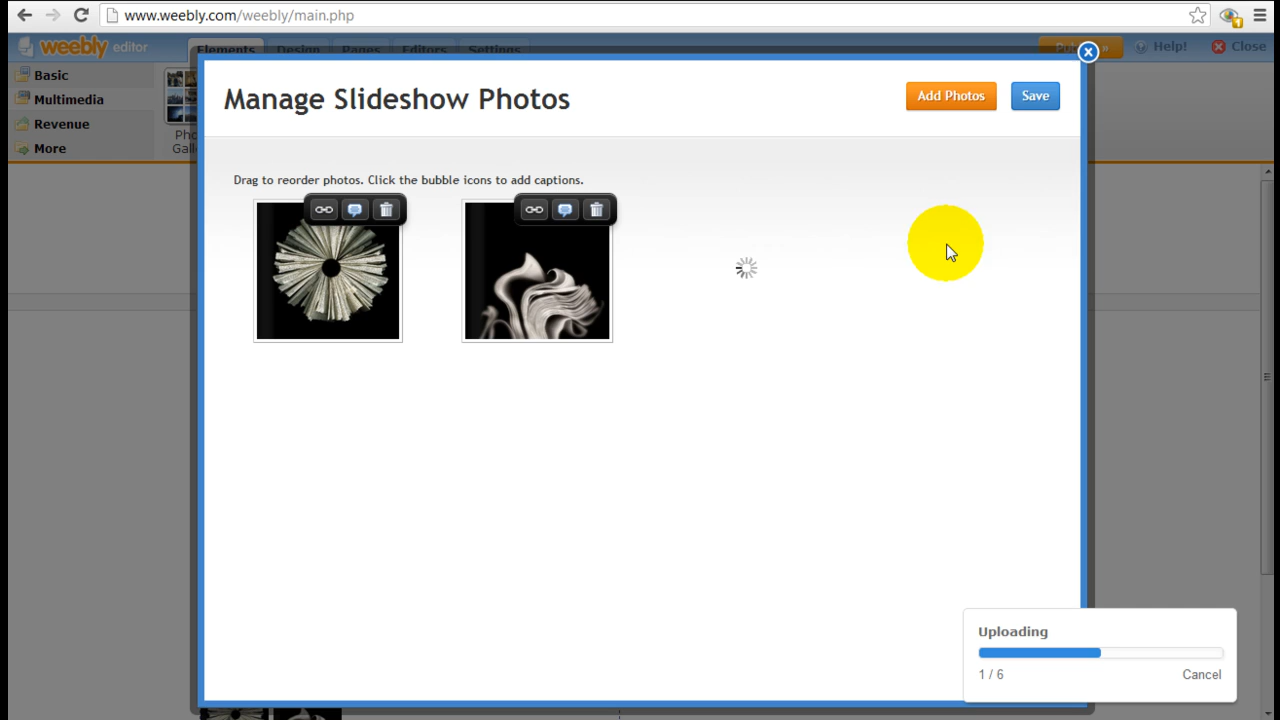 www.weebly.com/weebly/main.php
weebly editor
Elements Design Pages Editors Settings
Help! Close
Basic
Multimedia
Revenue
More
Manage Slideshow Photos
Add Photos Save
Drag to reorder photos. Click the bubble icons to add captions.
Uploading
1 / 6 Cancel